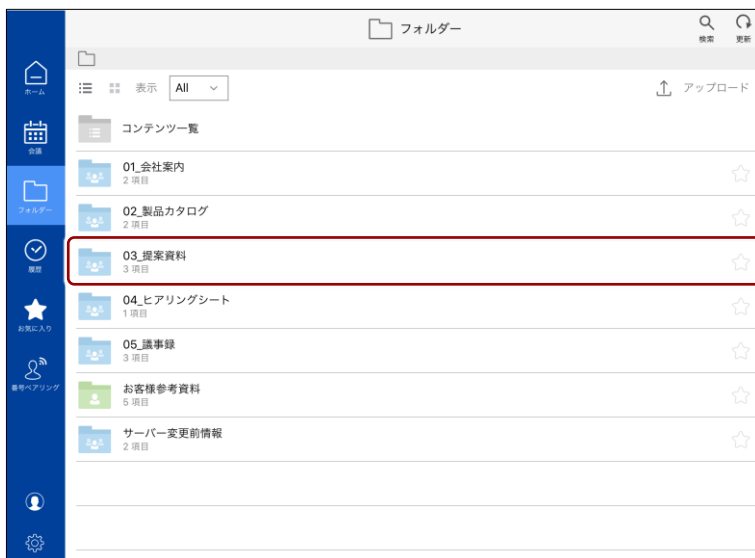 フォルダー
検索
更新
表示
All
アップロード
ホーム
会議
フォルダー
履歴
お気に入り
番号ペアリング
コンテンツ一覧
01_会社案内
2 項目
02_製品カタログ
2 項目
03_提案資料
3 項目
04_ヒアリングシート
1 項目
05_議事録
3 項目
お客様参考資料
5 項目
サーバー変更前情報
2 項目